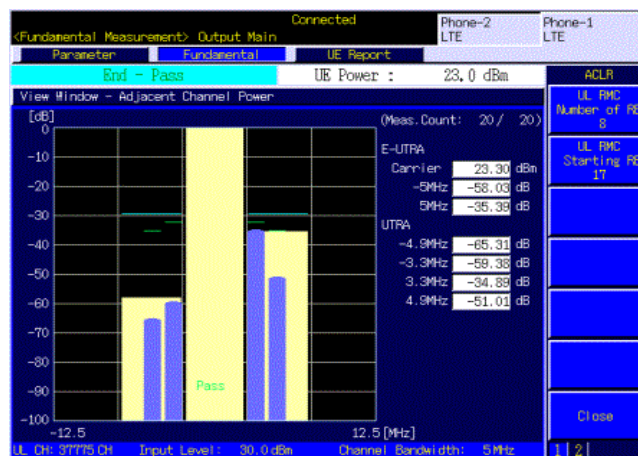 Connected
Phone-2
LTE
Phone-1
LTE
<Fundamental Measurement> Output Main
Parameter
Fundamental
UE Report
End - Pass
UE Power : 23.0 dBm
ACLR
View Window - Adjacent Channel Power
UL RMC
Number of RB
8
UL RMC
Starting RB
17
[dB]
(Meas.Count: 20/ 20)
0
-10
-20
-30
-40
-50
-60
-70
-80
-90
-100
E-UTRA
Carrier 23.30 dBm
-5MHz -58.03 dB
5MHz -35.39 dB
UTRA
-4.9MHz -65.31 dB
-3.3MHz -59.38 dB
3.3MHz -34.89 dB
4.9MHz -51.01 dB
Pass
-12.5
12.5[MHz]
Close
UL CH: 37775 CH Input Level: 30.0 dBm Channel Bandwidth: 5 MHz
1 2